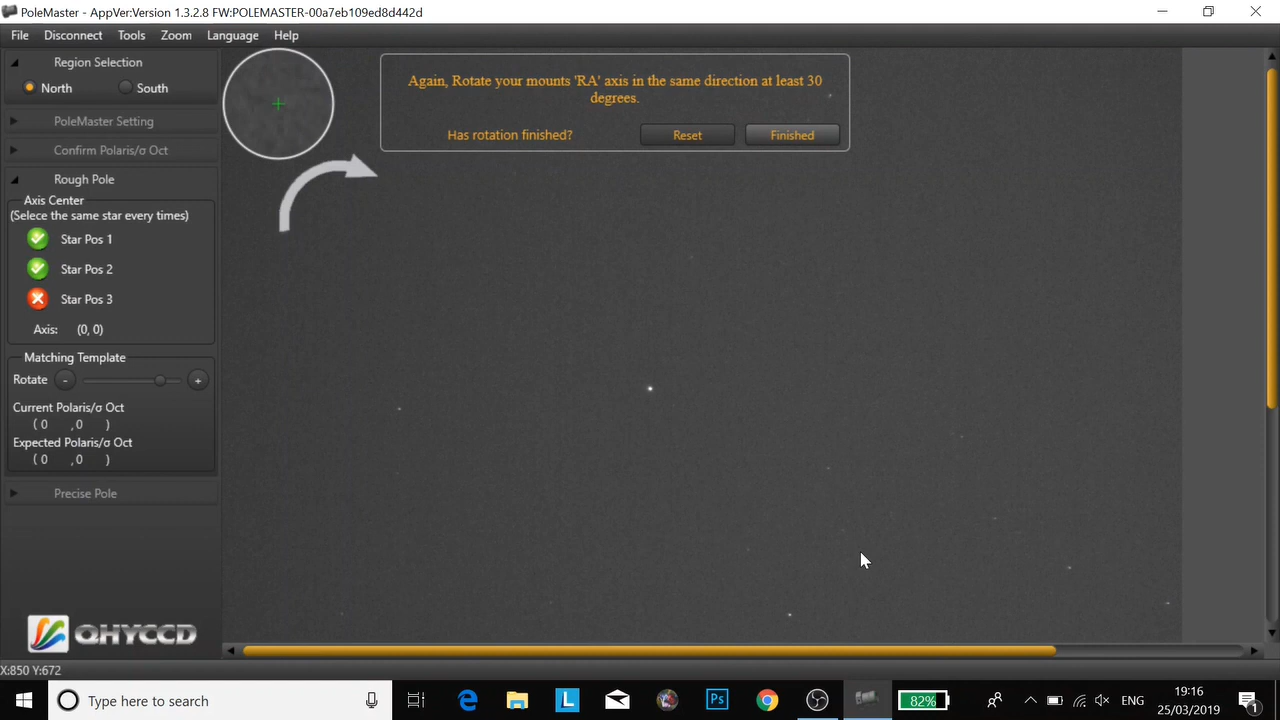 PoleMaster - AppVer:Version 1.3.2.8 FW:POLEMASTER-00a7eb109ed8d442d
File Disconnect Tools Zoom Language Help
Region Selection
North South
PoleMaster Setting
Confirm Polaris/σ Oct
Rough Pole
Axis Center
(Selece the same star every times)
Star Pos 1
Star Pos 2
Star Pos 3
Axis: (0, 0)
Matching Template
Rotate - +
Current Polaris/σ Oct
( 0 ,0 )
Expected Polaris/σ Oct
( 0 ,0 )
Precise Pole
QHYCCD
Again, Rotate your mounts 'RA' axis in the same direction at least 30
degrees.
Has rotation finished? Reset Finished
X:850 Y:672
Type here to search
L
Ps
82%
ENG
19:16
25/03/2019
1